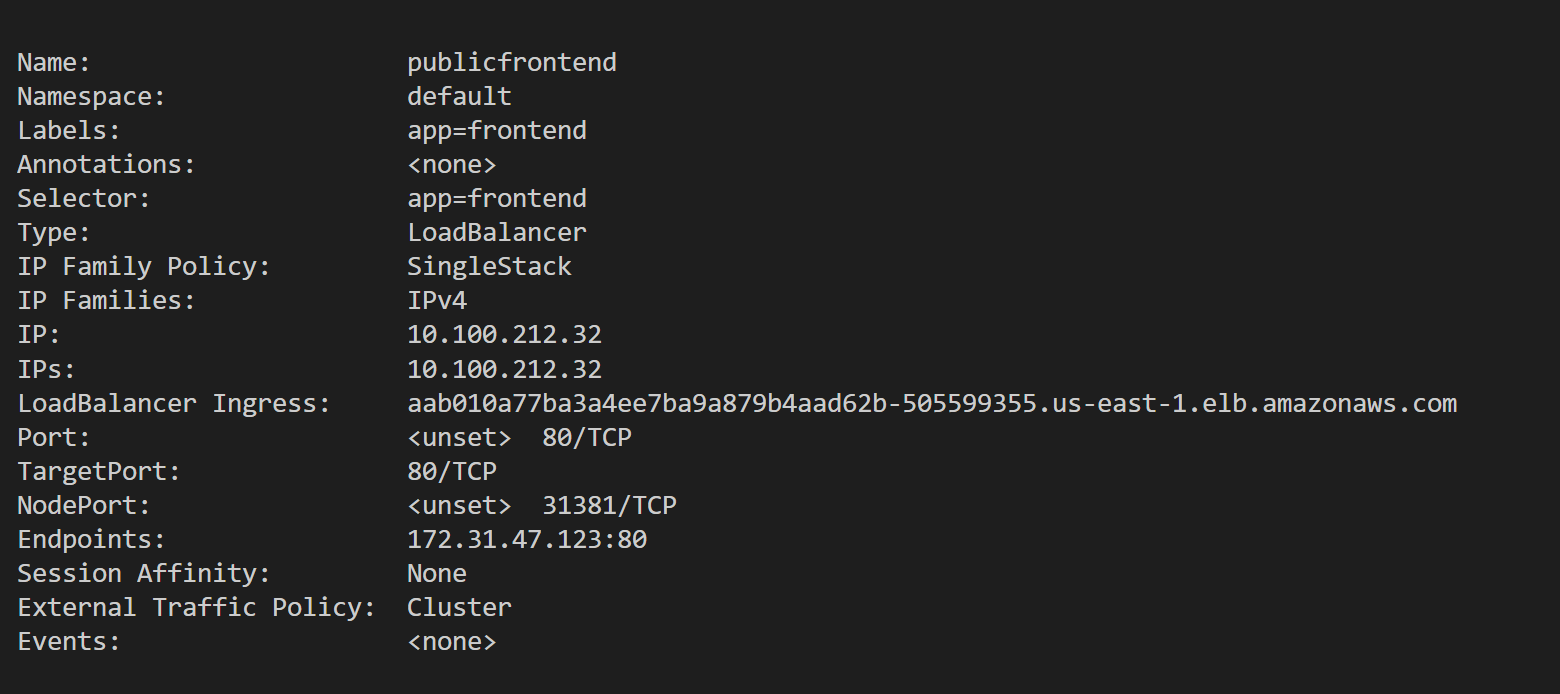 Name: publicfrontend
Namespace: default
Labels: app=frontend
Annotations: <none>
Selector: app=frontend
Type: LoadBalancer
IP Family Policy: SingleStack
IP Families: IPv4
IP: 10.100.212.32
IPs: 10.100.212.32
LoadBalancer Ingress: aab010a77ba3a4ee7ba9a879b4aad62b-505599355.us-east-1.elb.amazonaws.com
Port: <unset> 80/TCP
TargetPort: 80/TCP
NodePort: <unset> 31381/TCP
Endpoints: 172.31.47.123:80
Session Affinity: None
External Traffic Policy: Cluster
Events: <none>